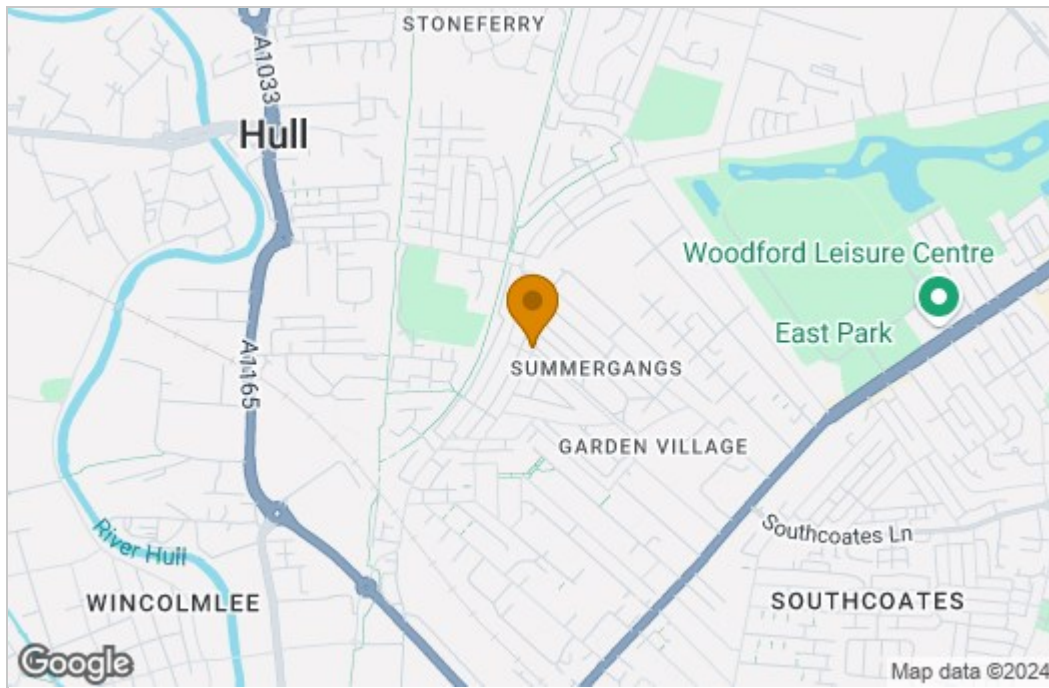 STONEFERRY
A1033
Hull
Woodford Leisure Centre
East Park
A1165
SUMMERGANGS
GARDEN VILLAGE
Southcoates Ln
River Hull
WINCOLMLEE
SOUTHCOATES
Google
Map data ©2024